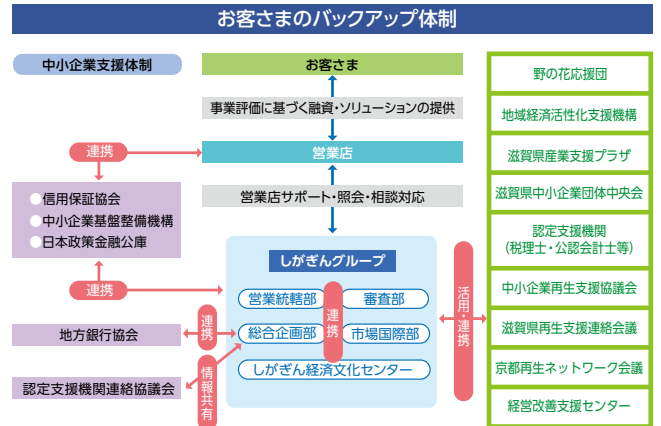 お客さまのバックアップ体制
中小企業支援体制
お客さま
事業評価に基づく融資・ソリューションの提供
連携
営業店
営業店サポート・照会・相談対応
●信用保証協会
●中小企業基盤整備機構
●日本政策金融公庫
連携
しがぎんグループ
営業統轄部
審査部
連携
総合企画部
市場国際部
しがぎん経済文化センター
連携
地方銀行協会
情報共有
認定支援機関連絡協議会
活用・連携
野の花応援団
地域経済活性化支援機構
滋賀県産業支援プラザ
滋賀県中小企業団体中央会
認定支援機関
(税理士・公認会計士等)
中小企業再生支援協議会
滋賀県再生支援連絡会議
京都再生ネットワーク会議
経営改善支援センター